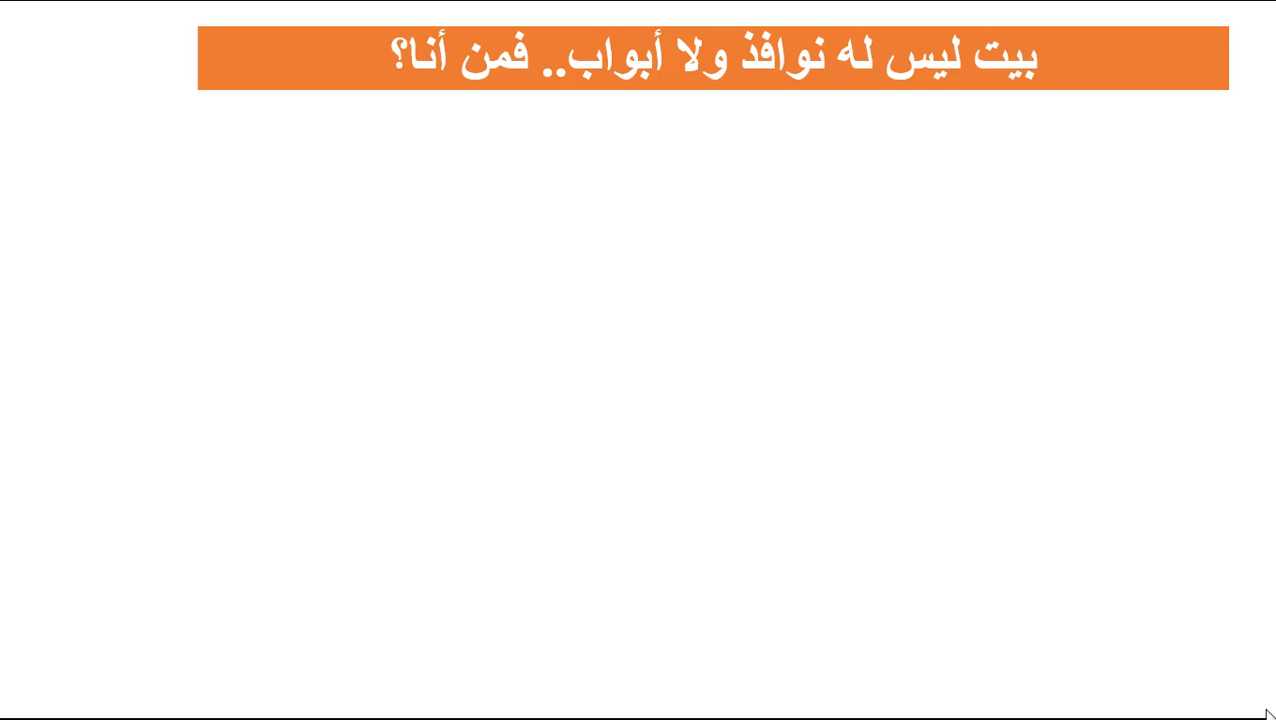 بيت ليس له نوافذ ولا أبواب.. فمن أنا؟